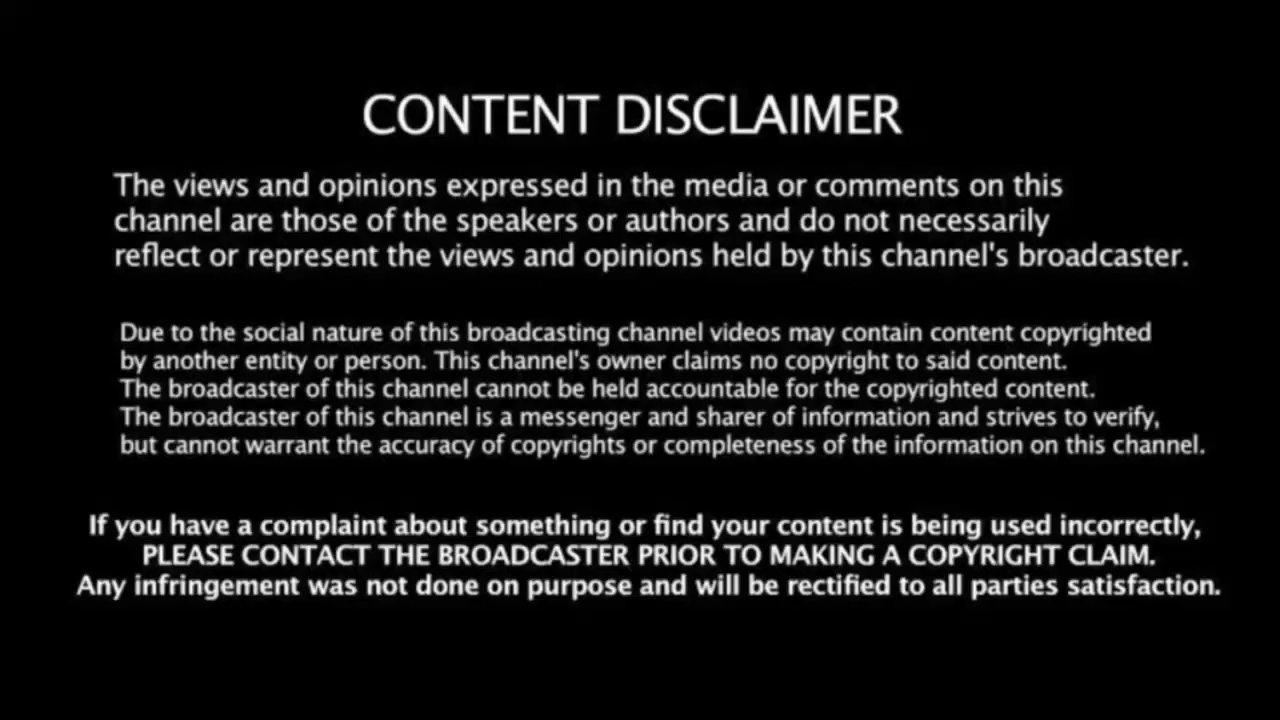 CONTENT DISCLAIMER
The views and opinions expressed in the media or comments on this
channel are those of the speakers or authors and do not necessarily
reflect or represent the views and opinions held by this channel's broadcaster.
Due to the social nature of this broadcasting channel videos may contain content copyrighted
by another entity or person. This channel's owner claims no copyright to said content.
The broadcaster of this channel cannot be held accountable for the copyrighted content.
The broadcaster of this channel is a messenger and sharer of information and strives to verify,
but cannot warrant the accuracy of copyrights or completeness of the information on this channel.
If you have a complaint about something or find your content is being used incorrectly,
PLEASE CONTACT THE BROADCASTER PRIOR TO MAKING A COPYRIGHT CLAIM.
Any infringement was not done on purpose and will be rectified to all parties satisfaction.